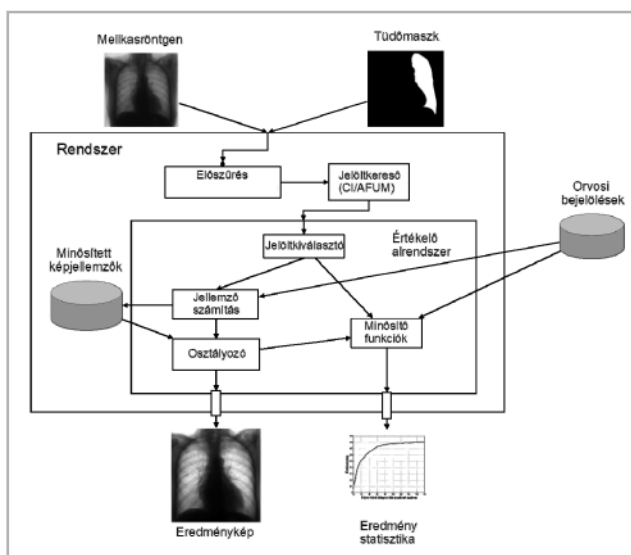 Mellkasröntgen
Tüdőmaszk
Rendszer
Előszűrés
Jelöltkereső
(CI/AFUM)
Orvosi
bejelölések
Jelöltkiválasztó
Értékelő
alrendszer
Minősített
képjellemzők
Jellemző
számítás
Minősítő
funkciók
Osztályozó
Eredménykép
Eredmény
statisztika